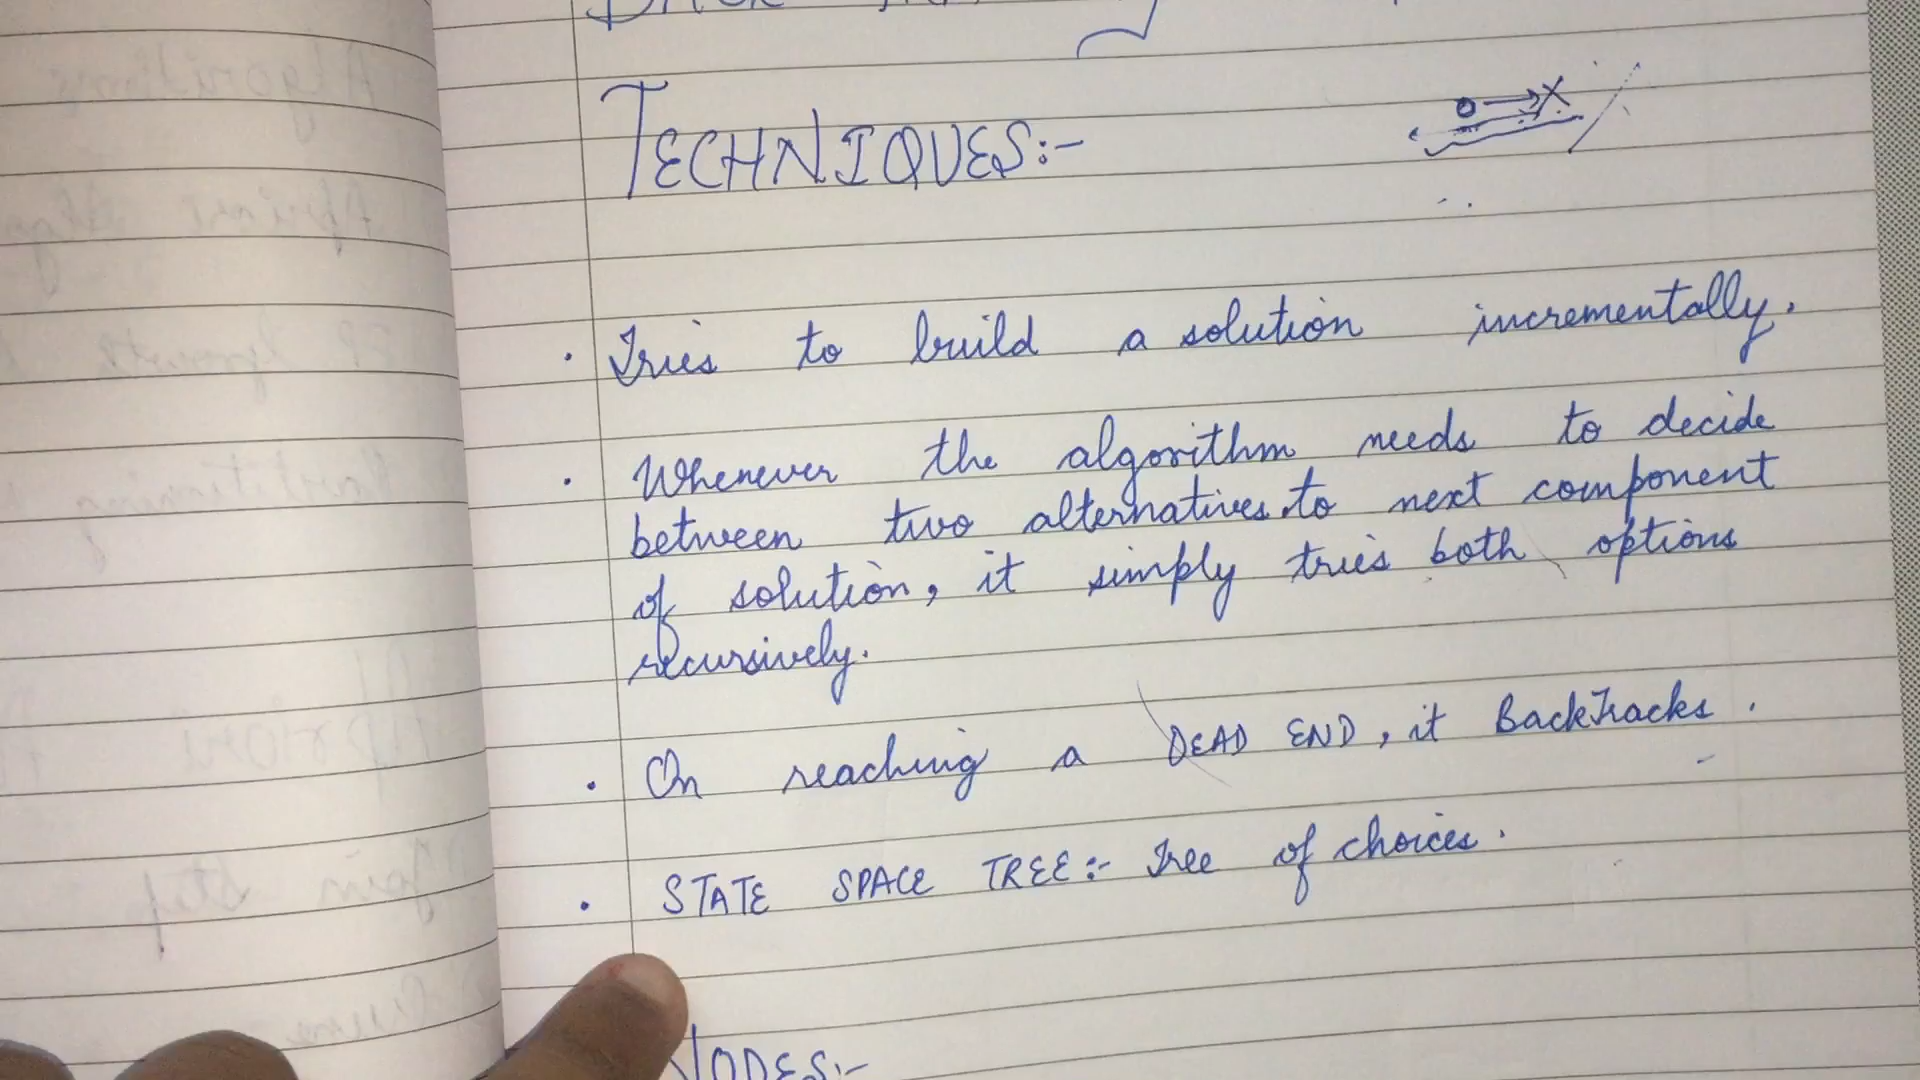 TECHNIQUES:-
. Tries to build a solution incrementally.
. Whenever the algorithm needs to decide
between two alternatives to next component
of solution, it simply tries both options
recursively.
. On reaching a DEAD END, it BackTracks.
. STATE SPACE TREE:- Tree of choices.
NODES:-